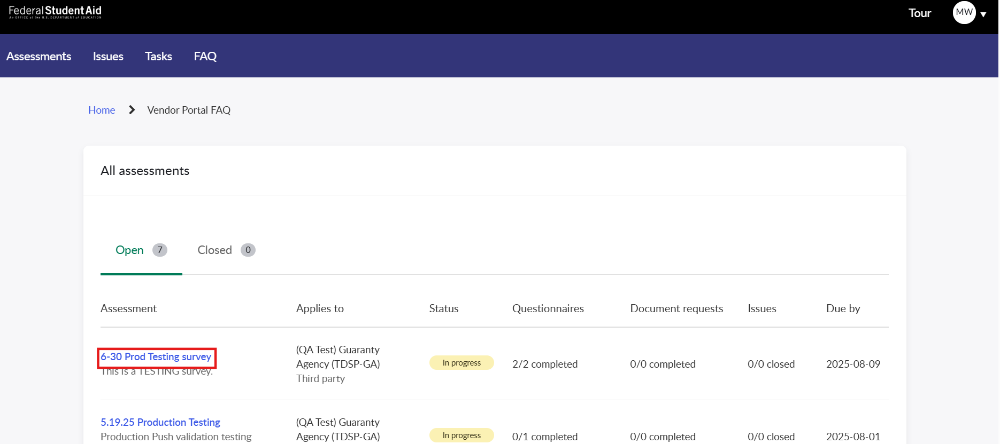 Federal Student Aid
An OFFICE of the U.S. DEPARTMENT of EDUCATION
Tour
MW
Assessments Issues Tasks FAQ
Home Vendor Portal FAQ
All assessments
Open 7 Closed 0
Assessment Applies to Status Questionnaires Document requests Issues Due by
6-30 Prod Testing survey
This is a TESTING survey.
(QA Test) Guaranty
Agency (TDSP-GA)
Third party
In progress
2/2 completed
0/0 completed
0/0 closed
2025-08-09
5.19.25 Production Testing
Production Push validation testing
(QA Test) Guaranty
Agency (TDSP-GA)
In progress
0/1 completed
0/0 completed
0/0 closed
2025-08-01